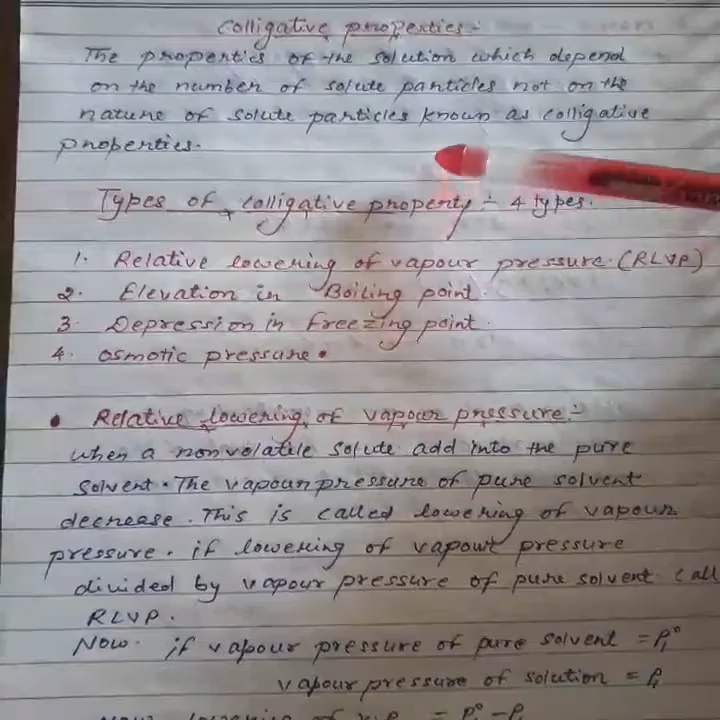 Colligative properties:-
The properties of the solution which depend
on the number of solute particles not on the
nature of solute particles known as colligative
properties.
Types of colligative property :- 4 types.
1. Relative lowering of vapour pressure. (RLVP)
2. Elevation in Boiling point.
3. Depression in freezing point.
4. osmotic pressure.
• Relative lowering of vapour pressure:-
when a nonvolatile solute add into the pure
solvent. The vapour pressure of pure solvent
decrease. This is called lowering of vapour
pressure. if lowering of vapour pressure
divided by vapour pressure of pure solvent call
RLVP.
Now. if vapour pressure of pure solvent = P₁°
vapour pressure of solution = P₁
lowering of v.p = P₁° - P₁